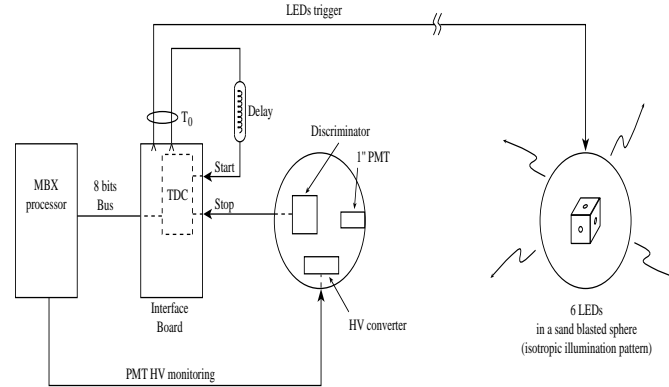 LEDs trigger
T0
Delay
Discriminator
1" PMT
MBX
processor
8 bits
Bus
TDC
Start
Stop
Interface
Board
HV converter
PMT HV monitoring
6 LEDs
in a sand blasted sphere
(isotropic illumination pattern)